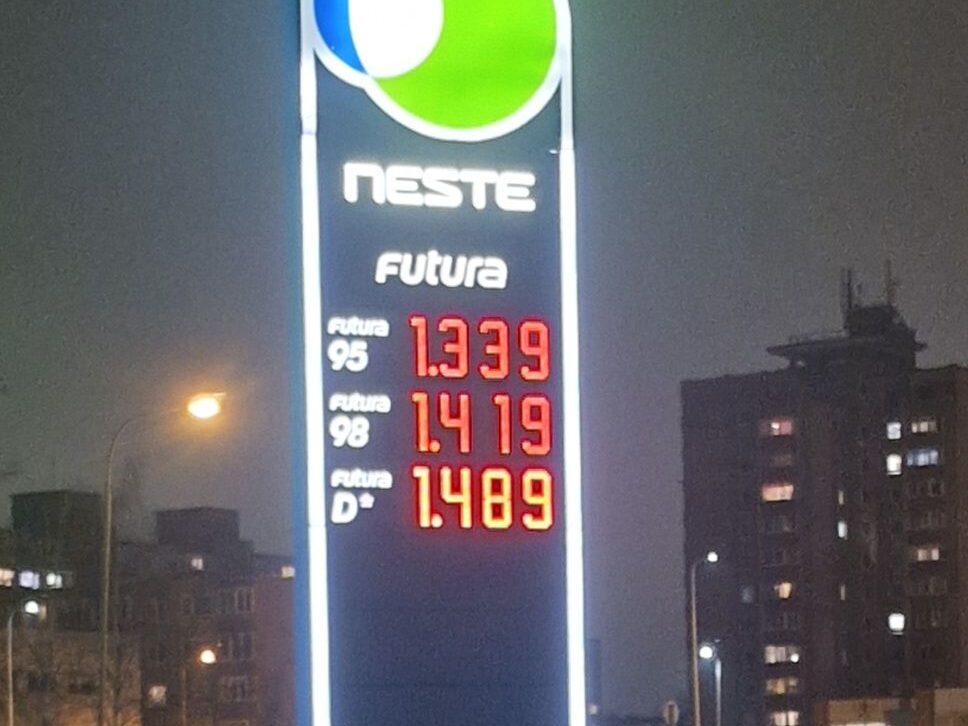 NESTE
Futura
Futura 95 1.339
Futura 98 1.419
Futura D* 1.489